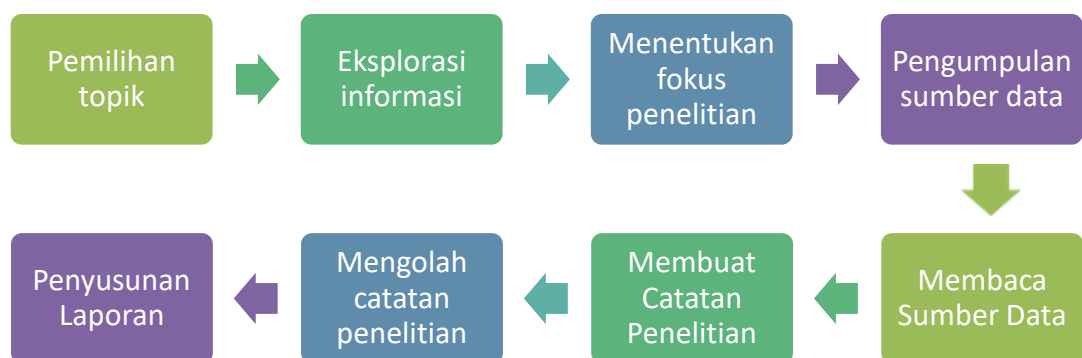 Pemilihan
topik
Eksplorasi
informasi
Menentukan
fokus
penelitian
Pengumpulan
sumber data
Membaca
Sumber Data
Membuat
Catatan
Penelitian
Mengolah
catatan
penelitian
Penyusunan
Laporan